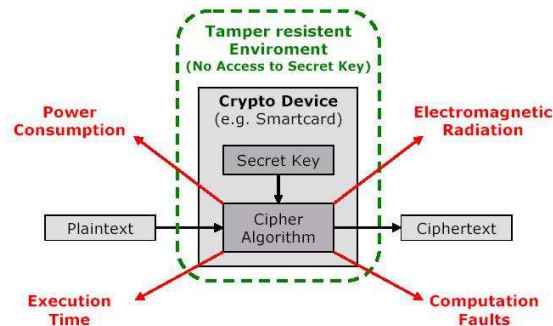 Tamper resistent
Enviroment
(No Access to Secret Key)
Crypto Device
(e.g. Smartcard)
Power
Consumption
Electromagnetic
Radiation
Secret Key
Plaintext
Cipher
Algorithm
Ciphertext
Execution
Time
Computation
Faults